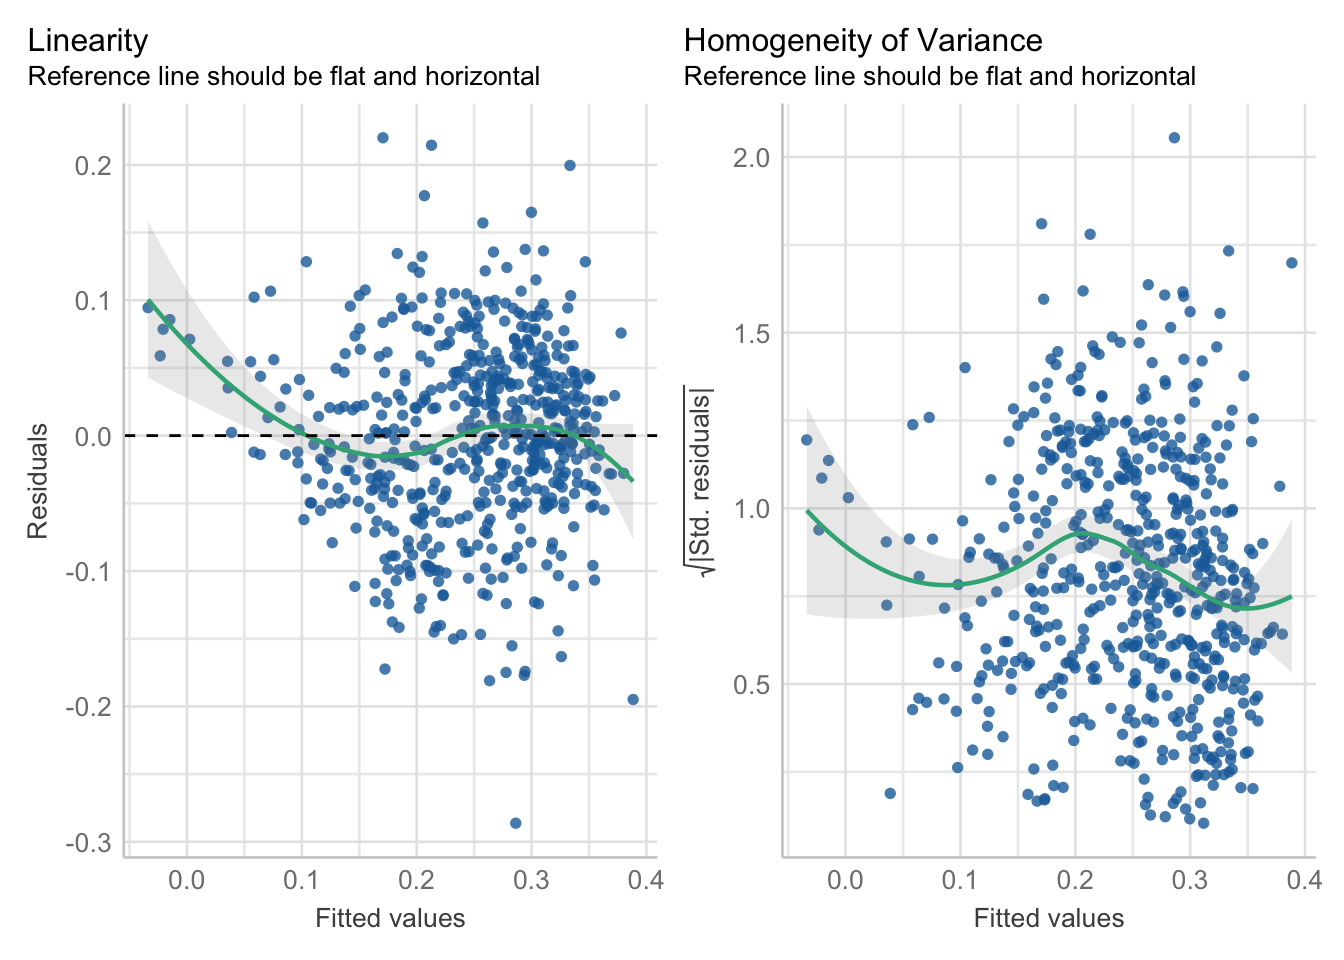 Linearity
Reference line should be flat and horizontal
0.2
0.1
0.0
-0.1
-0.2
-0.3
Residuals
0.0 0.1 0.2 0.3 0.4
Fitted values
Homogeneity of Variance
Reference line should be flat and horizontal
2.0
1.5
1.0
0.5
√|Std. residuals|
0.0 0.1 0.2 0.3 0.4
Fitted values